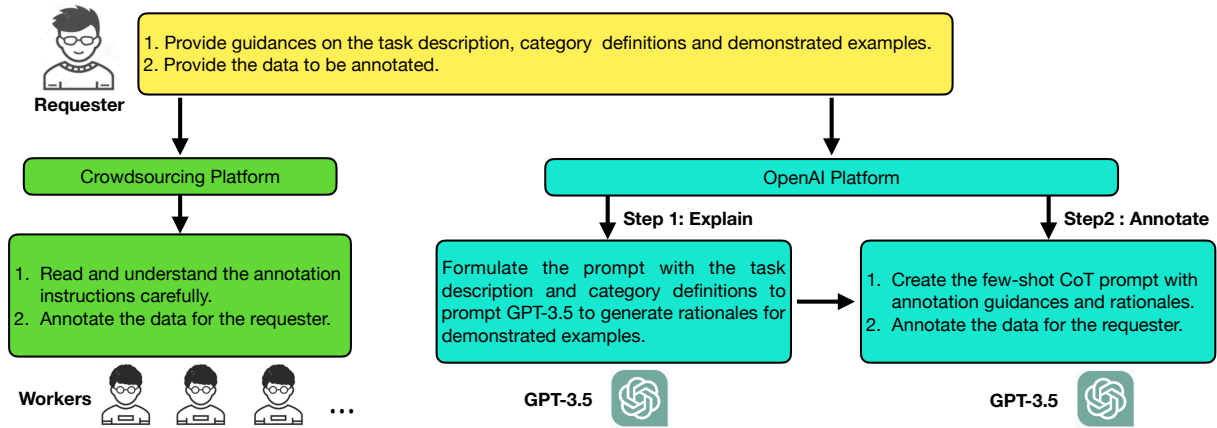 1. Provide guidances on the task description, category definitions and demonstrated examples.
2. Provide the data to be annotated.
Requester
Crowdsourcing Platform
OpenAI Platform
Step 1: Explain
Step2 : Annotate
1. Read and understand the annotation
instructions carefully.
2. Annotate the data for the requester.
Formulate the prompt with the task
description and category definitions to
prompt GPT-3.5 to generate rationales for
demonstrated examples.
1. Create the few-shot CoT prompt with
annotation guidances and rationales.
2. Annotate the data for the requester.
Workers
...
GPT-3.5
GPT-3.5